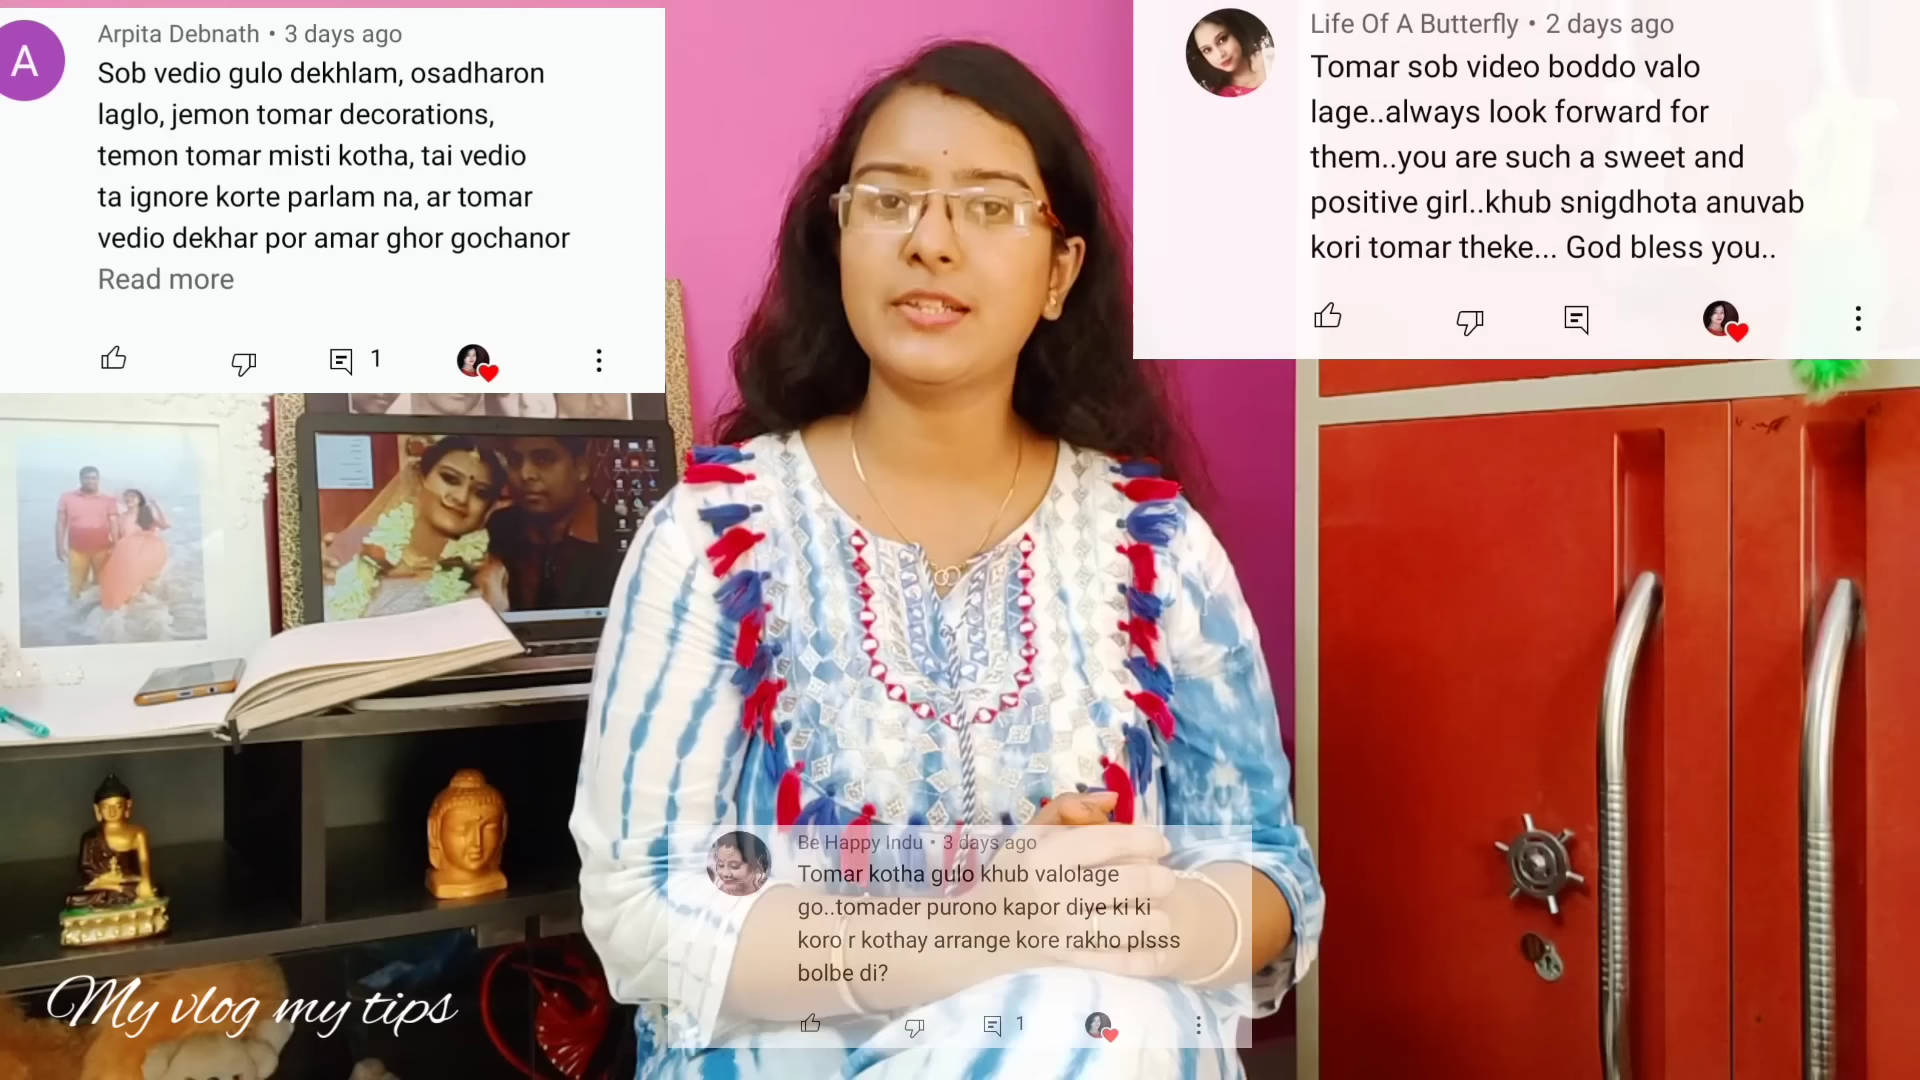 A
Arpita Debnath • 3 days ago
Sob vedio gulo dekhlam, osadharon
laglo, jemon tomar decorations,
temon tomar misti kotha, tai vedio
ta ignore korte parlam na, ar tomar
vedio dekhar por amar ghor gochanor
Read more
1
Life Of A Butterfly • 2 days ago
Tomar sob video boddo valo
lage..always look forward for
them..you are such a sweet and
positive girl..khub snigdhota anuvab
kori tomar theke... God bless you..
Be Happy Indu • 3 days ago
Tomar kotha gulo khub valolage
go..tomader purono kapor diye ki ki
koro r kothay arrange kore rakho plsss
bolbe di?
1
My vlog my tips